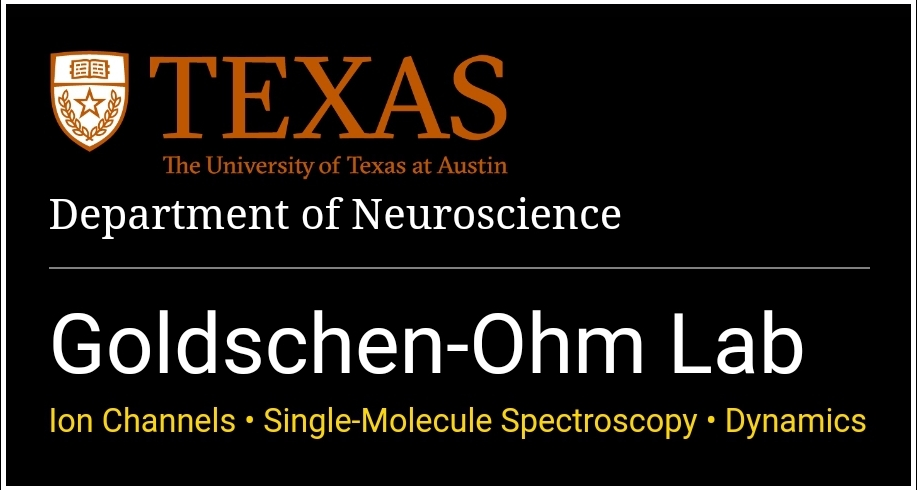 TEXAS
The University of Texas at Austin
Department of Neuroscience
Goldschen-Ohm Lab
Ion Channels • Single-Molecule Spectroscopy • Dynamics